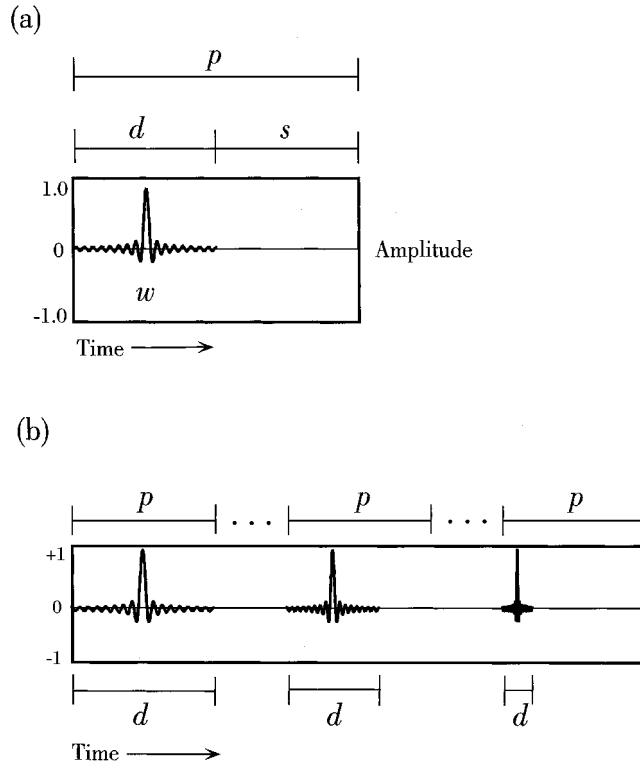 (a)
p
d s
1.0
0 Amplitude
w
-1.0
Time
(b)
p . . . p . . . p
+1
0
-1
d d d
Time